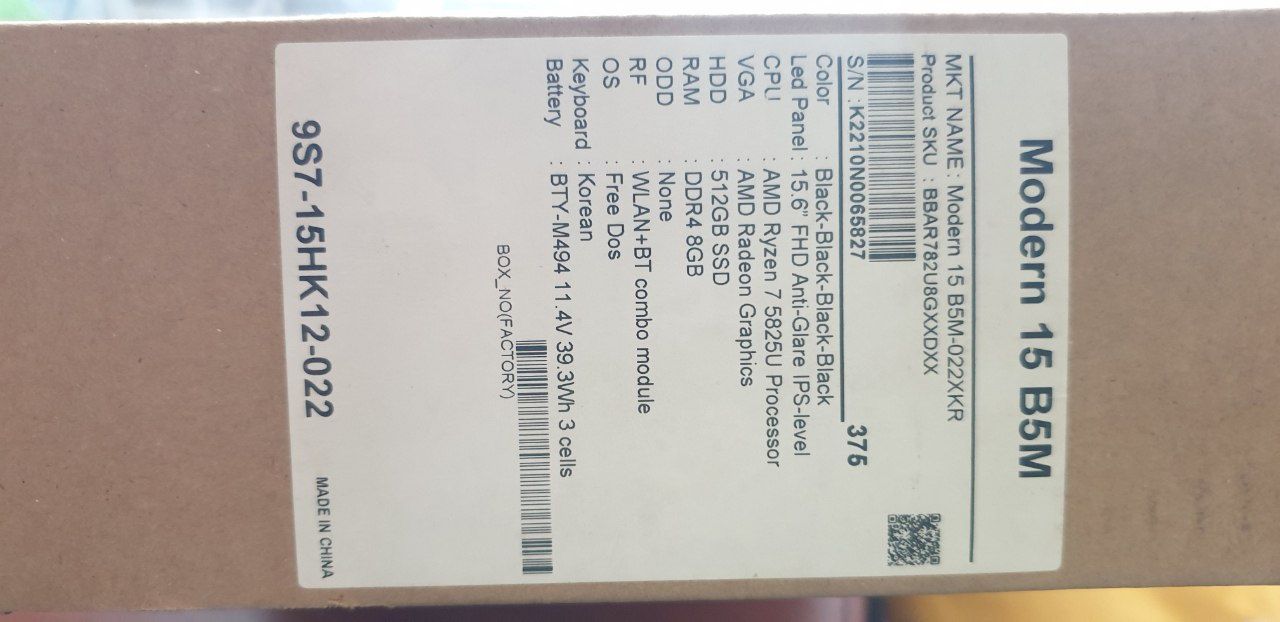 Modern 15 B5M
MKT NAME : Modern 15 B5M-022XKR
Product SKU : BBAR782U8GXXDXX
S/N : K2210N0065827
375
Color : Black-Black-Black-Black
Led Panel : 15.6” FHD Anti-Glare IPS-level
CPU : AMD Ryzen 7 5825U Processor
VGA : AMD Radeon Graphics
HDD : 512GB SSD
RAM : DDR4 8GB
ODD : None
RF : WLAN+BT combo module
OS : Free Dos
Keyboard : Korean
Battery : BTY-M494 11.4V 39.3Wh 3 cells
BOX_NO(FACTORY)
9S7-15HK12-022
MADE IN CHINA